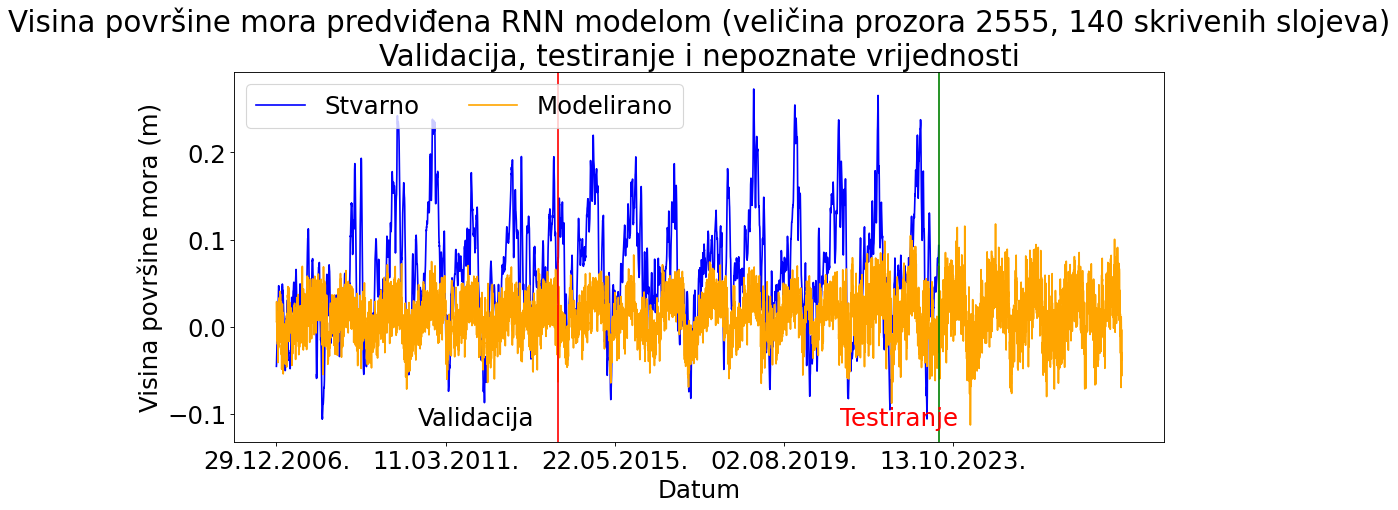 Visina površine mora predviđena RNN modelom (veličina prozora 2555, 140 skrivenih slojeva)
Validacija, testiranje i nepoznate vrijednosti
Stvarno Modelirano
Visina površine mora (m)
0.2
0.1
0.0
−0.1
Validacija Testiranje
29.12.2006. 11.03.2011. 22.05.2015. 02.08.2019. 13.10.2023.
Datum